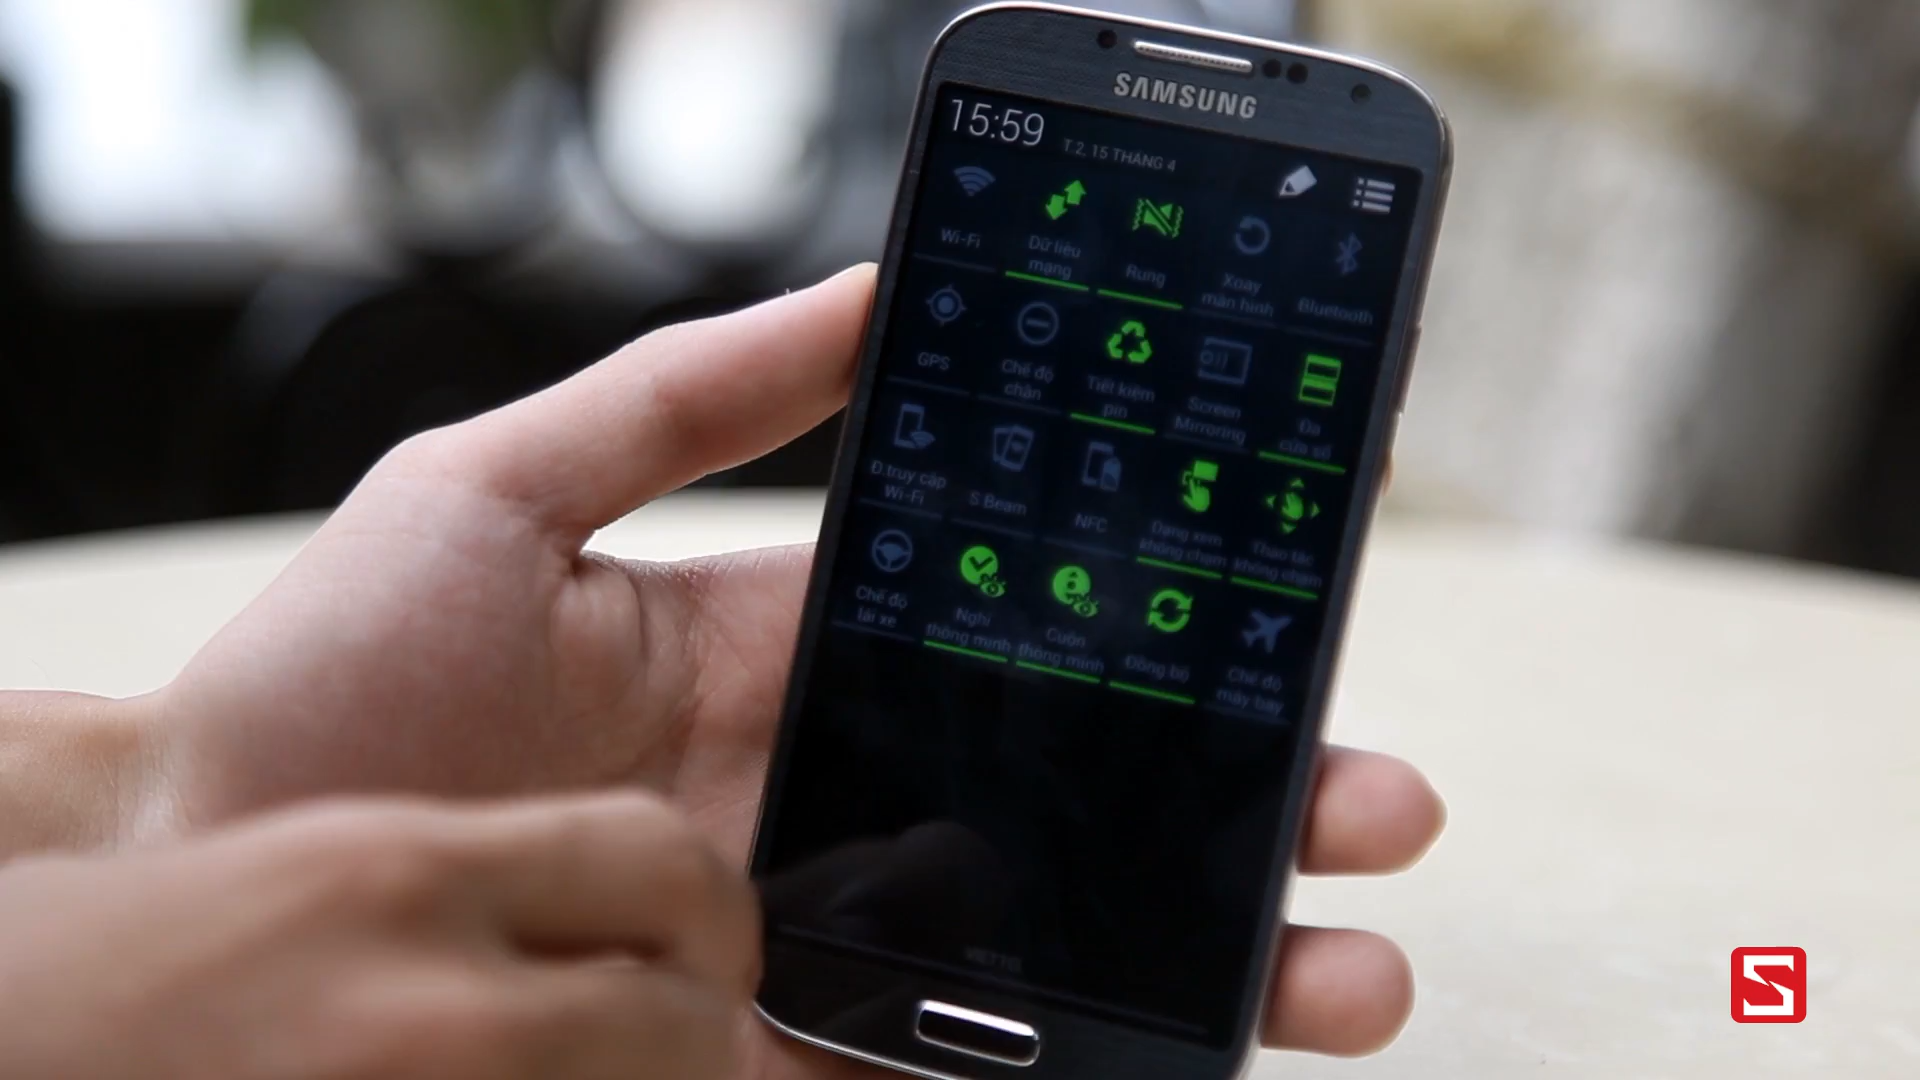 SAMSUNG
15:59
T.2, 15 THÁNG 4
Wi-Fi
Dữ liệu
mạng
Rung
Xoay
màn hình
Bluetooth
GPS
Chế độ
chặn
Tiết kiệm
pin
Screen
Mirroring
Đa
cửa sổ
Đ.truy cập
Wi-Fi
S Beam
NFC
Dạng xem
không chạm
Thao tác
không chạm
Chế độ
lái xe
Nghỉ
thông minh
Cuộn
thông minh
Đồng bộ
Chế độ
máy bay
VIETTEL